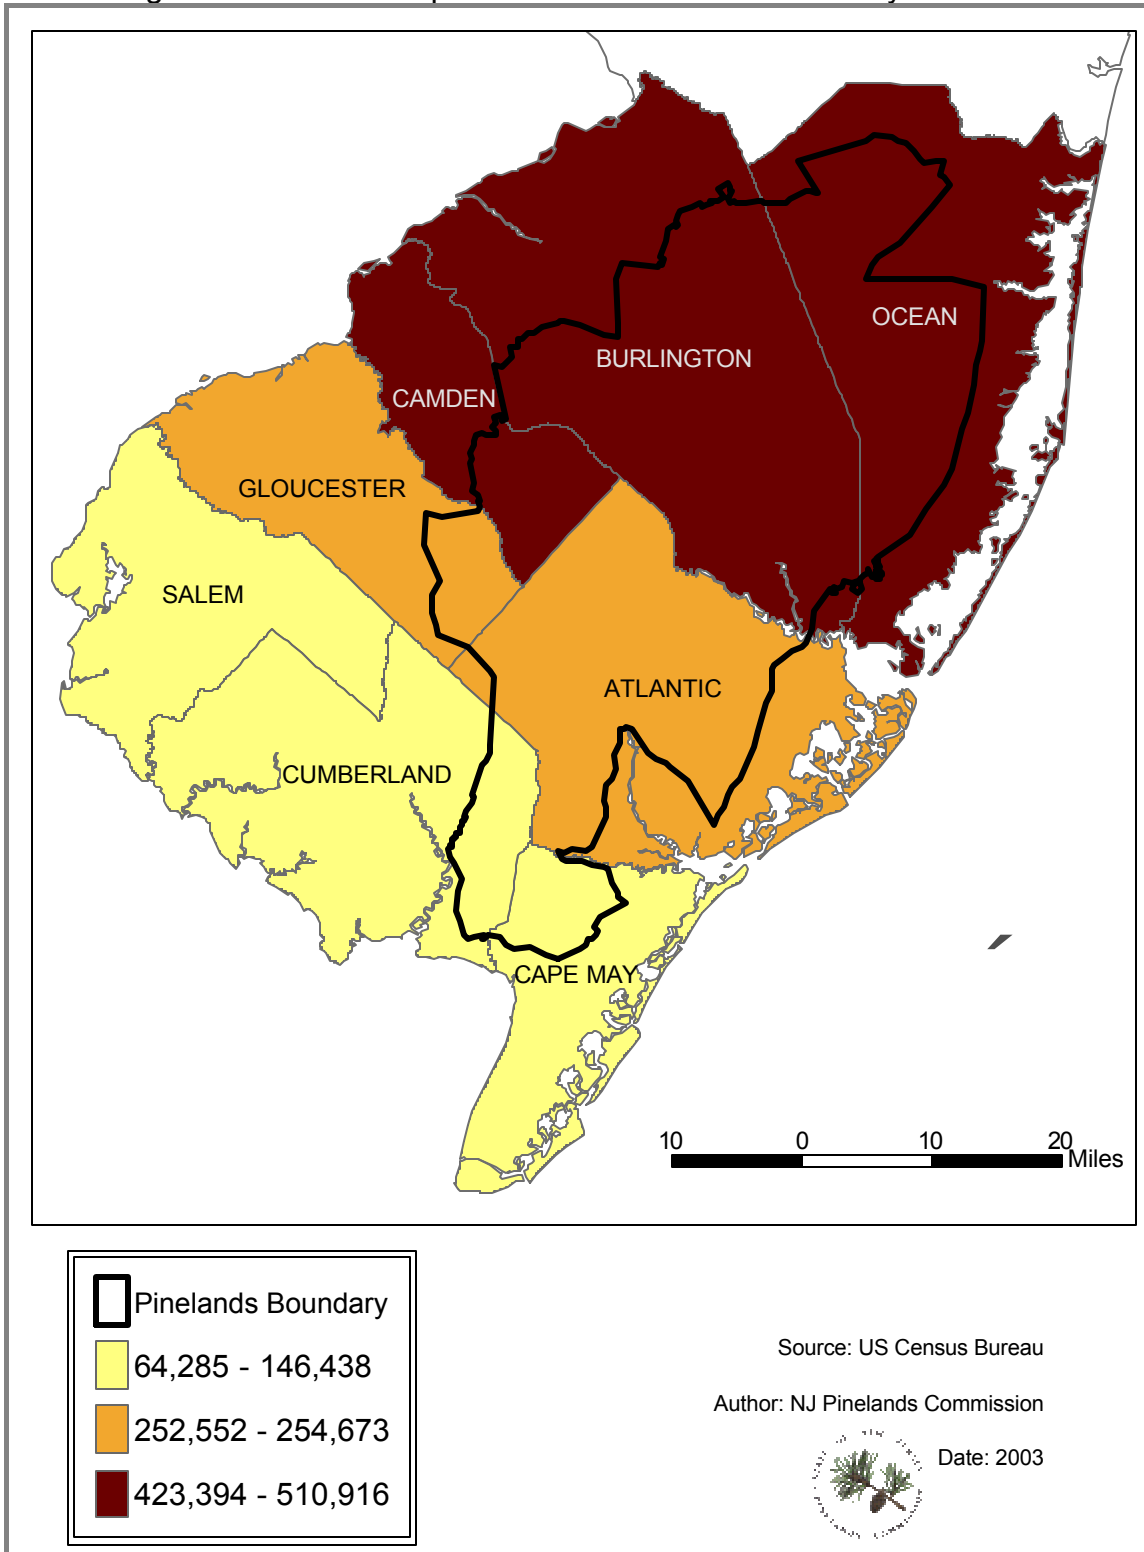 OCEAN
BURLINGTON
CAMDEN
GLOUCESTER
SALEM
ATLANTIC
CUMBERLAND
CAPE MAY
10 0 10 20
Miles
Pinelands Boundary
64,285 - 146,438
252,552 - 254,673
423,394 - 510,916
Source: US Census Bureau
Author: NJ Pinelands Commission
Date: 2003